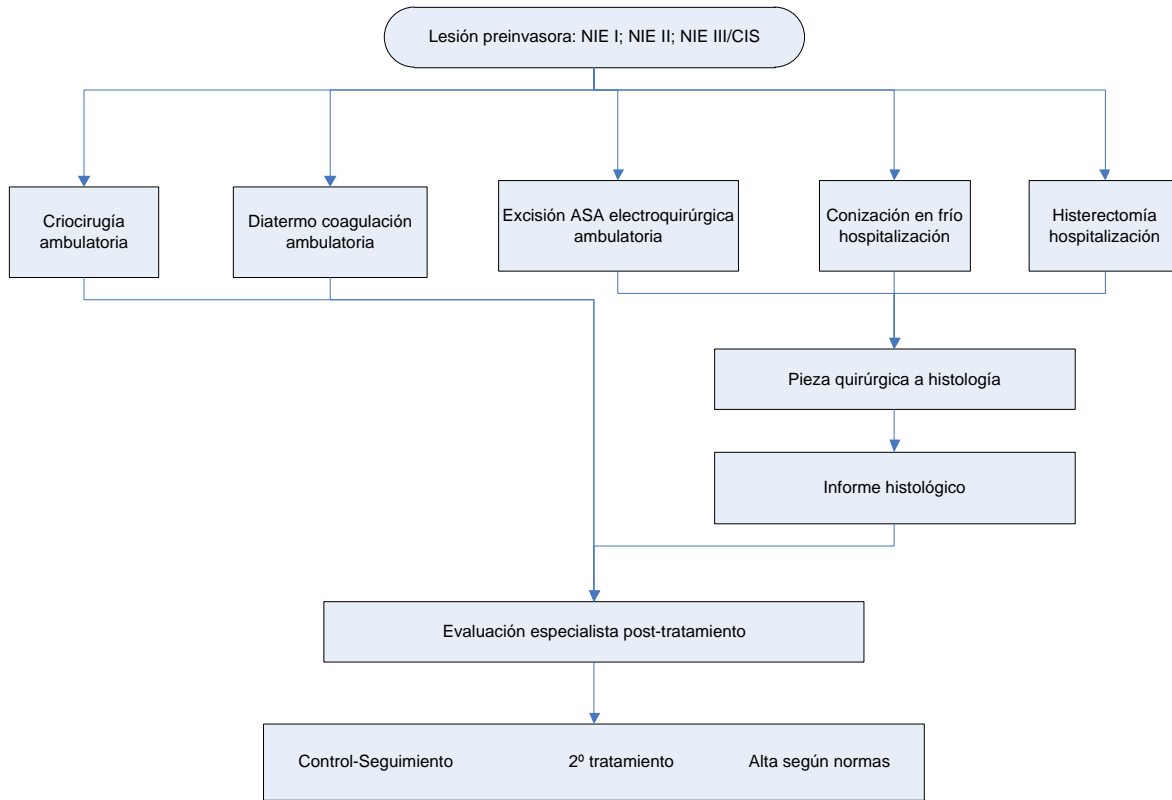 Lesión preinvasora: NIE I; NIE II; NIE III/CIS
Criocirugía
ambulatoria
Diatermo coagulación
ambulatoria
Excisión ASA electroquirúrgica
ambulatoria
Conización en frío
hospitalización
Histerectomía
hospitalización
Pieza quirúrgica a histología
Informe histológico
Evaluación especialista post-tratamiento
Control-Seguimiento 2º tratamiento Alta según normas